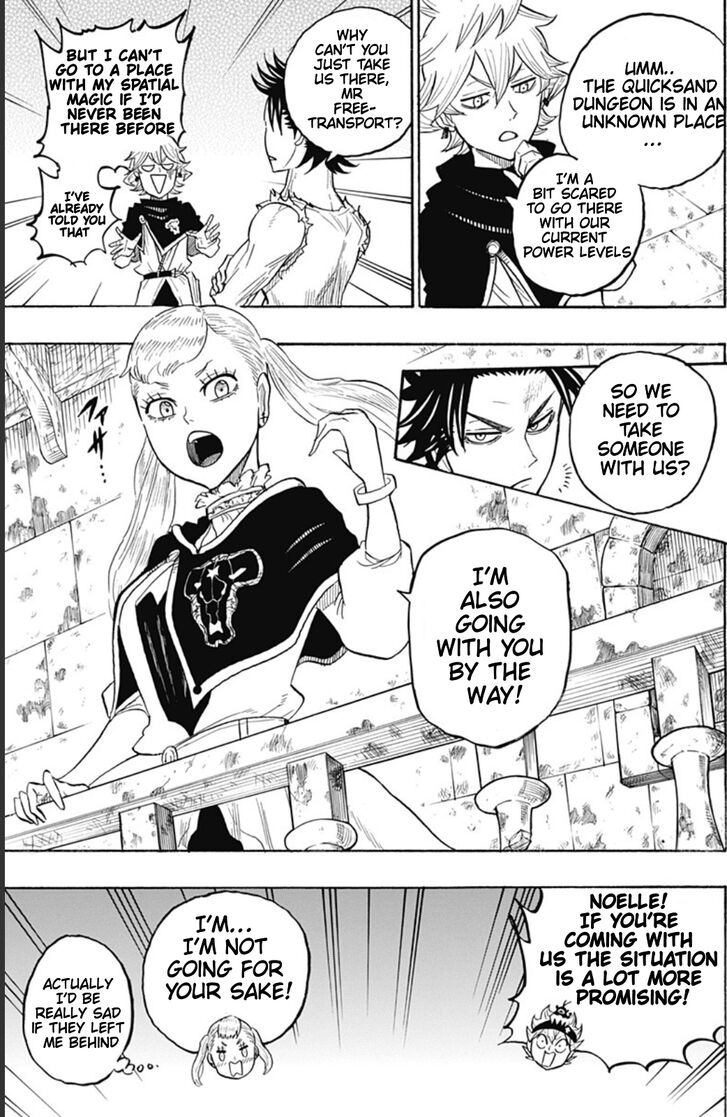 UMM..
THE QUICKSAND
DUNGEON IS IN AN
UNKNOWN PLACE
...
I'M A
BIT SCARED
TO GO THERE
WITH OUR
CURRENT
POWER LEVELS
WHY
CAN'T YOU
JUST TAKE
US THERE,
MR
FREE-
TRANSPORT?
BUT I CAN'T
GO TO A PLACE
WITH MY SPATIAL
MAGIC IF I'D
NEVER BEEN
THERE BEFORE
I'VE
ALREADY
TOLD YOU
THAT
SO WE
NEED TO
TAKE
SOMEONE
WITH US?
ファサ…
I'M
ALSO
GOING
WITH YOU
BY THE
WAY!
NOELLE!
IF YOU'RE
COMING WITH
US THE SITUATION
IS A LOT MORE
PROMISING!
I'M...
I'M NOT
GOING FOR
YOUR SAKE!
ACTUALLY
I'D BE
REALLY SAD
IF THEY LEFT
ME BEHIND